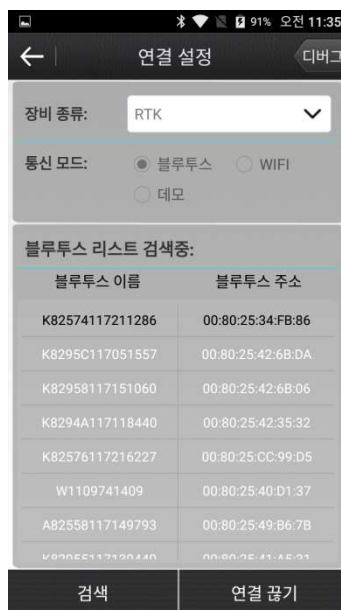 91% 오전 11:35
연결 설정
디버그
장비 종류: RTK
통신 모드: 블루투스 WIFI
데모
블루투스 리스트 검색중:
블루투스 이름 블루투스 주소
K82574117211286 00:80:25:34:FB:86
K8295C117051557 00:80:25:42:6B:DA
K82958117151060 00:80:25:42:6B:06
K8294A117118440 00:80:25:42:35:32
K82576117216227 00:80:25:CC:99:D5
W1109741409 00:80:25:40:D1:37
A82558117149793 00:80:25:49:B6:7B
검색 연결 끊기